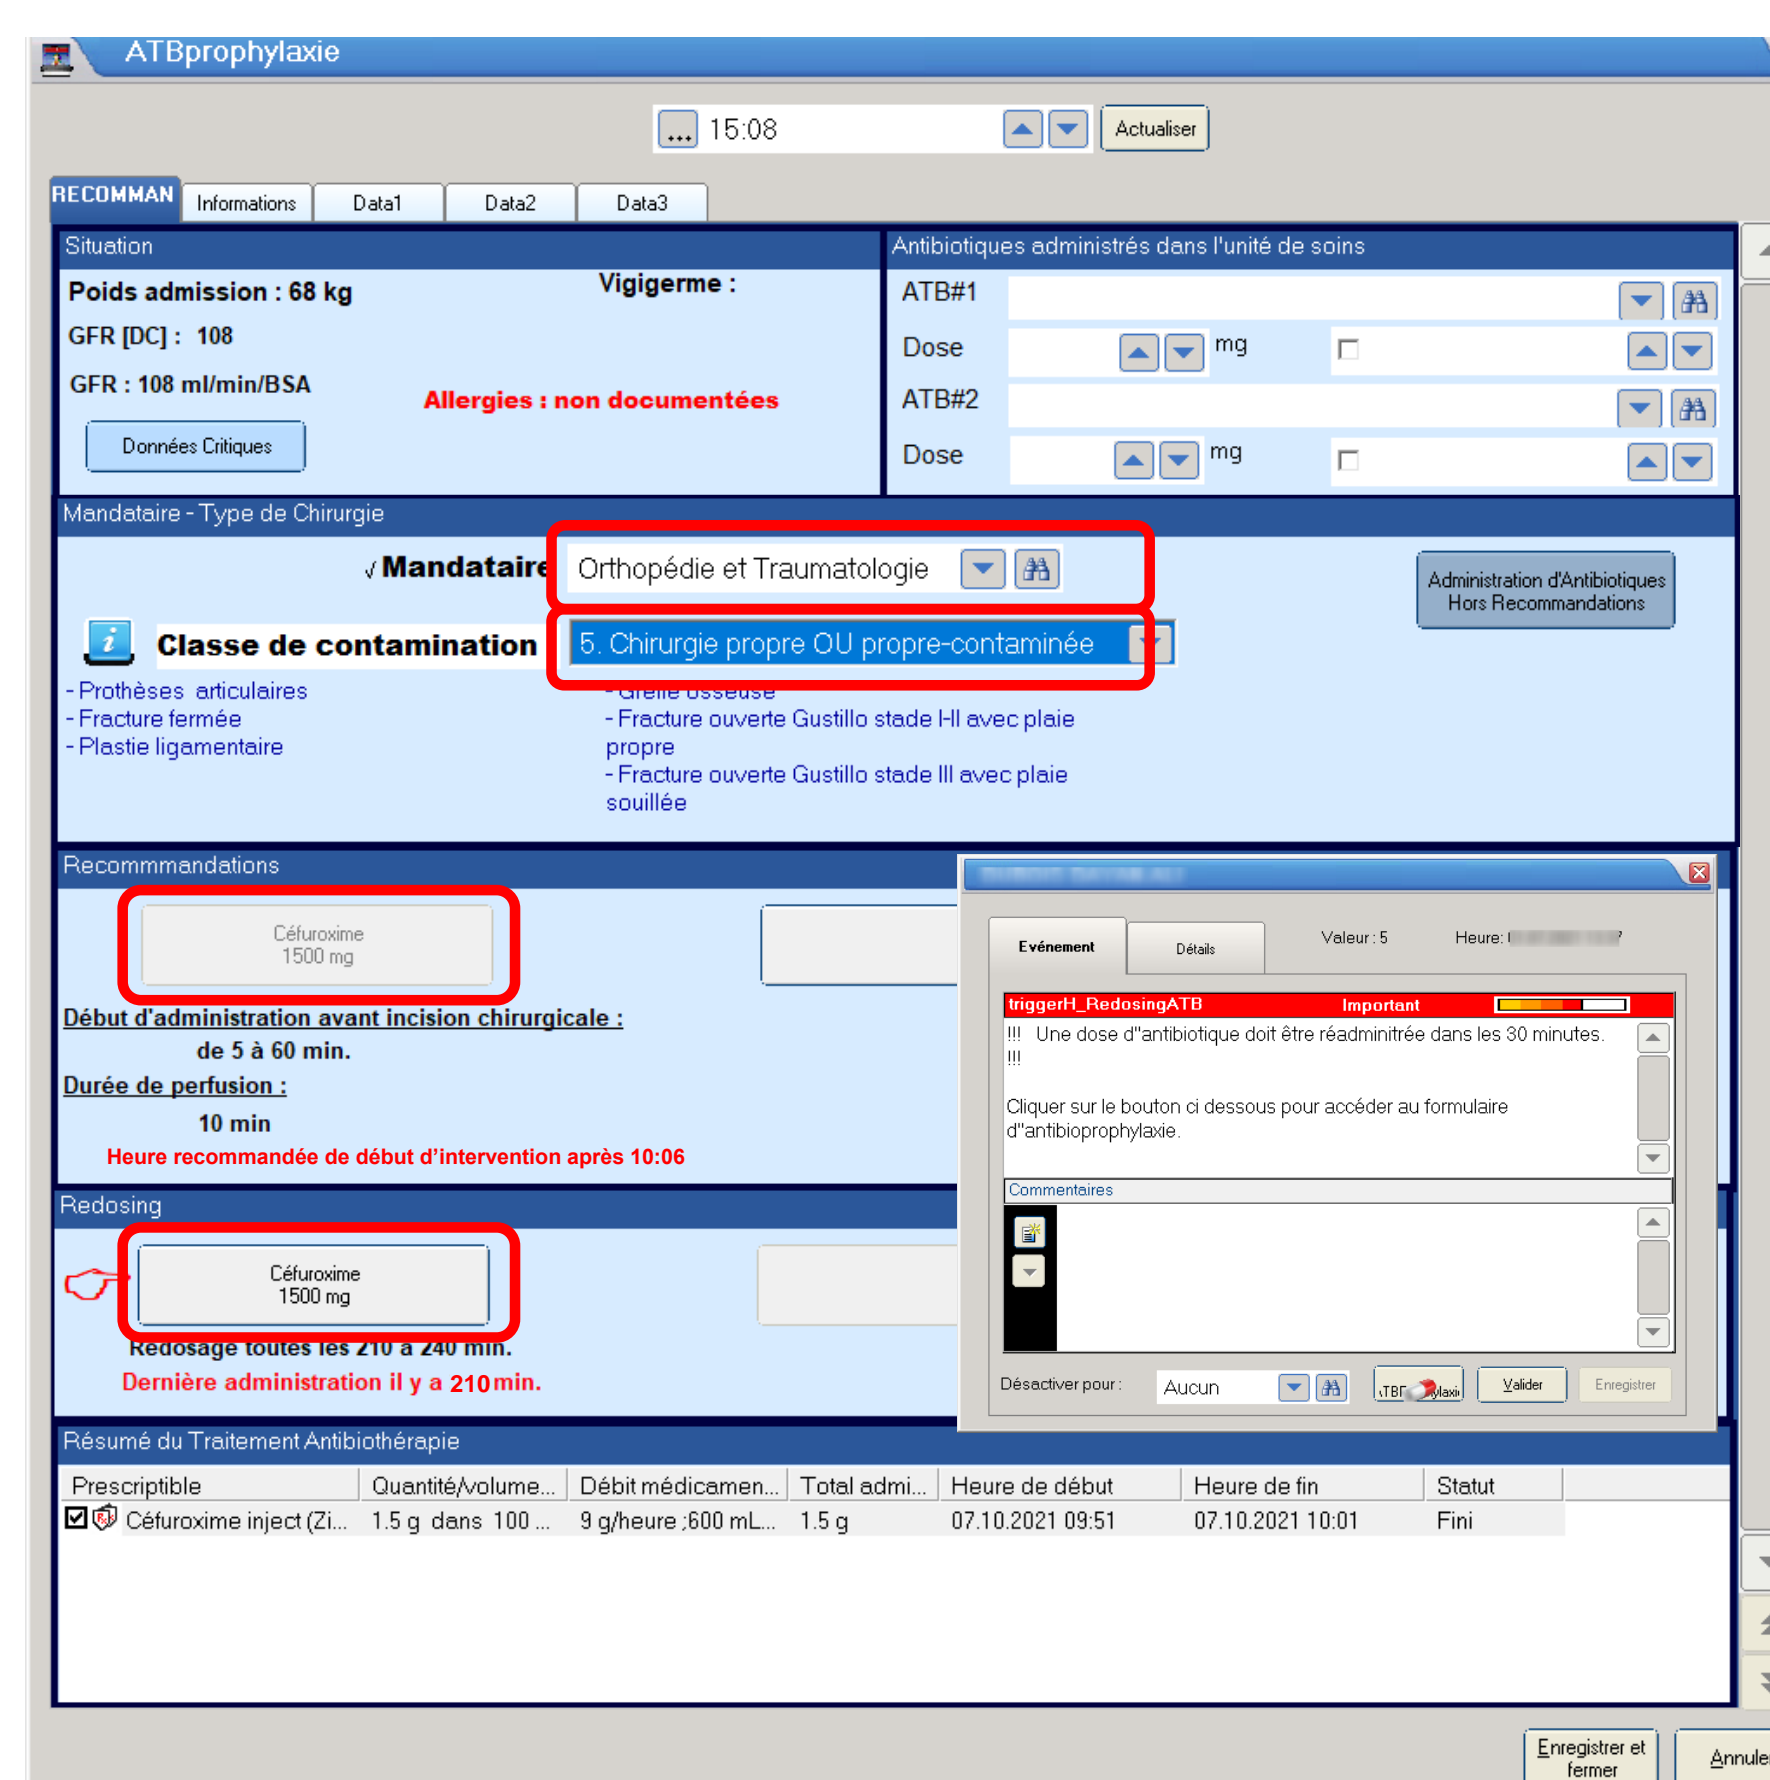 ATBprophylaxie
... 15:08 Actualiser
RECOMMAN Informations Data1 Data2 Data3
Situation
Poids admission : 68 kg Vigigerme :
GFR [DC] : 108
GFR : 108 ml/min/BSA
Allergies : non documentées
Données Critiques
Antibiotiques administrés dans l'unité de soins
ATB#1
Dose mg
ATB#2
Dose mg
Mandataire - Type de Chirurgie
√ Mandataire Orthopédie et Traumatologie
Administration d'Antibiotiques
Hors Recommandations
i Classe de contamination 5. Chirurgie propre OU propre-contaminée
- Prothèses articulaires
- Fracture fermée
- Plastie ligamentaire
- Greffe osseuse
- Fracture ouverte Gustillo stade I-II avec plaie
propre
- Fracture ouverte Gustillo stade III avec plaie
souillée
Recommmandations
Céfuroxime
1500 mg
Début d'administration avant incision chirurgicale :
de 5 à 60 min.
Durée de perfusion :
10 min
Heure recommandée de début d’intervention après 10:06
Evénement Détails Valeur : 5 Heure:
triggerH_RedosingATB Important
!!! Une dose d"antibiotique doit être réadminitrée dans les 30 minutes.
!!!
Cliquer sur le bouton ci dessous pour accéder au formulaire
d"antibioprophylaxie.
Commentaires
Désactiver pour : Aucun Valider Enregistrer
Redosing
Céfuroxime
1500 mg
Redosage toutes les 210 à 240 min.
Dernière administration il y a 210 min.
Résumé du Traitement Antibiothérapie
Prescriptible Quantité/volume... Débit médicamen... Total admi... Heure de début Heure de fin Statut
Céfuroxime inject (Zi... 1.5 g dans 100 ... 9 g/heure ;600 mL... 1.5 g 07.10.2021 09:51 07.10.2021 10:01 Fini
Enregistrer et
fermer
Annuler